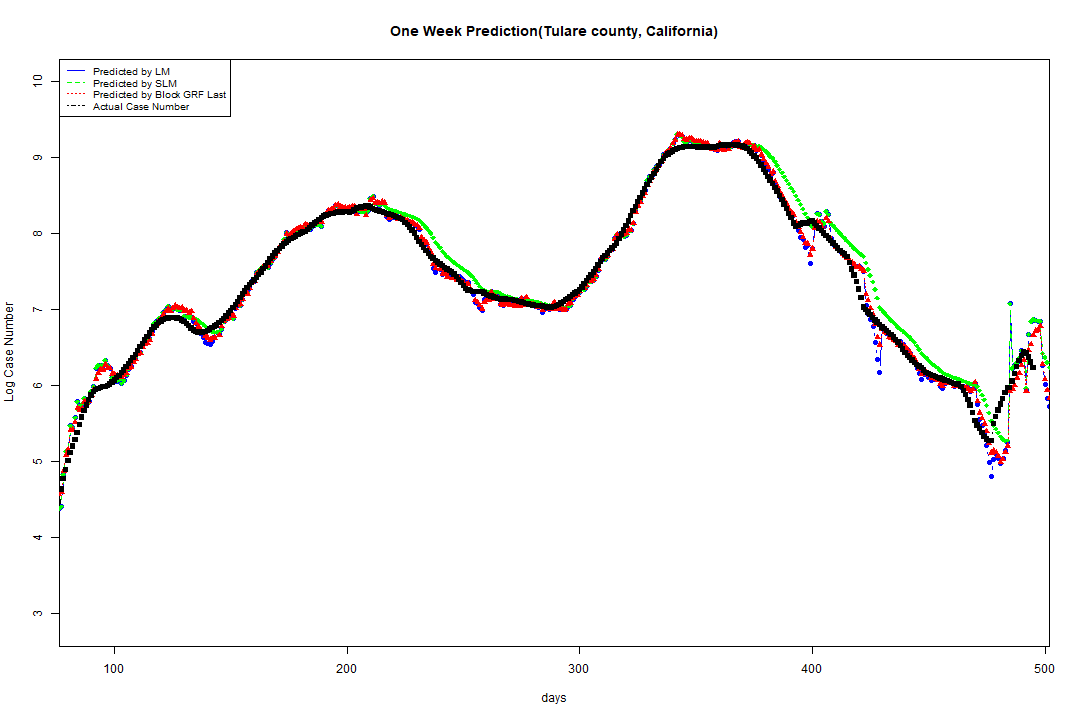 One Week Prediction(Tulare county, California)
Predicted by LM
Predicted by SLM
Predicted by Block GRF Last
Actual Case Number
10
9
8
7
6
5
4
3
Log Case Number
100 200 300 400 500
days